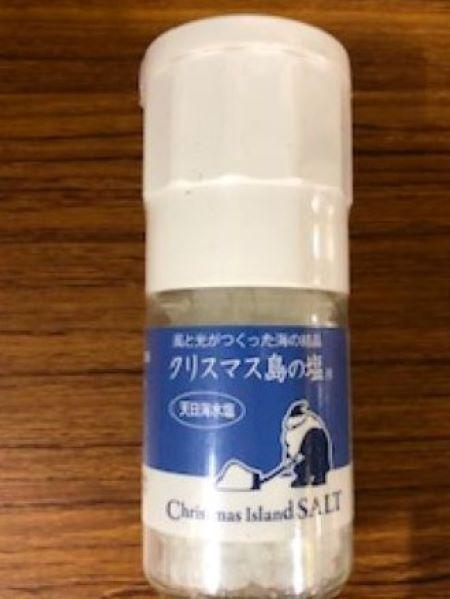 風と光がつくった海の結晶
クリスマス島の塩
天日海水塩
Christmas Island SALT